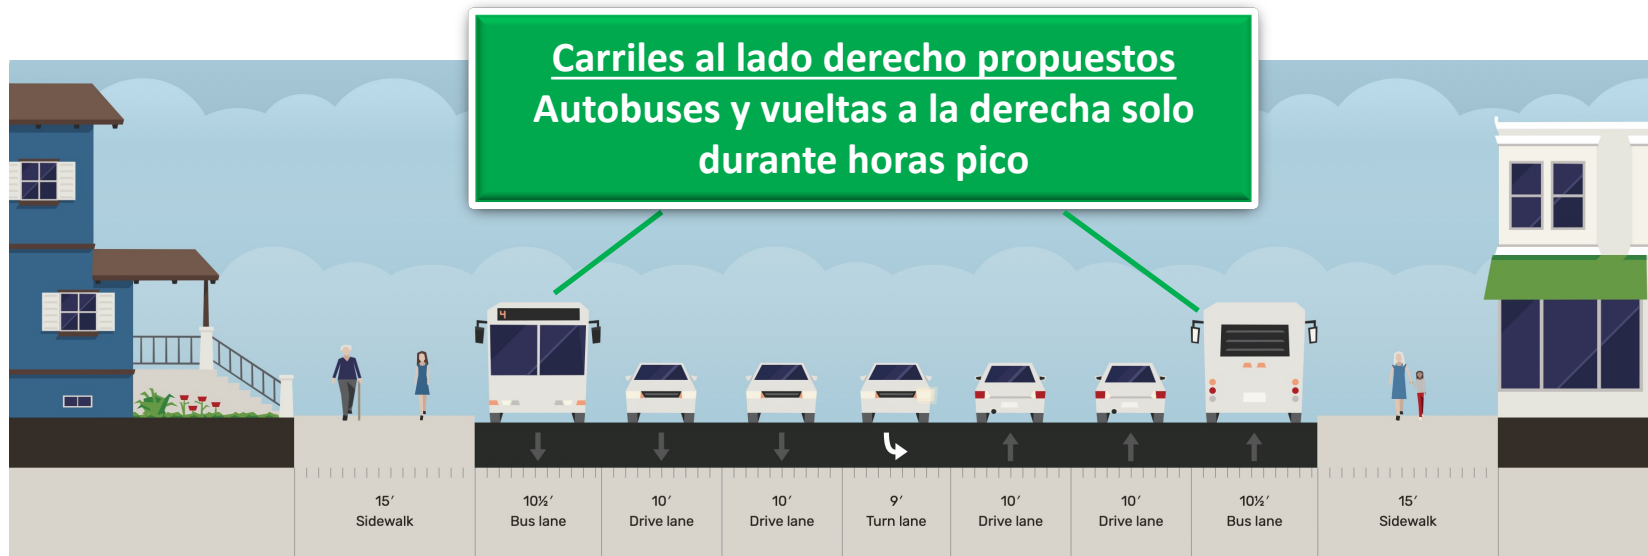 Carriles al lado derecho propuestos
Autobuses y vueltas a la derecha solo
durante horas pico
4
15′
Sidewalk
10½′
Bus lane
10′
Drive lane
10′
Drive lane
9′
Turn lane
10′
Drive lane
10′
Drive lane
10½′
Bus lane
15′
Sidewalk